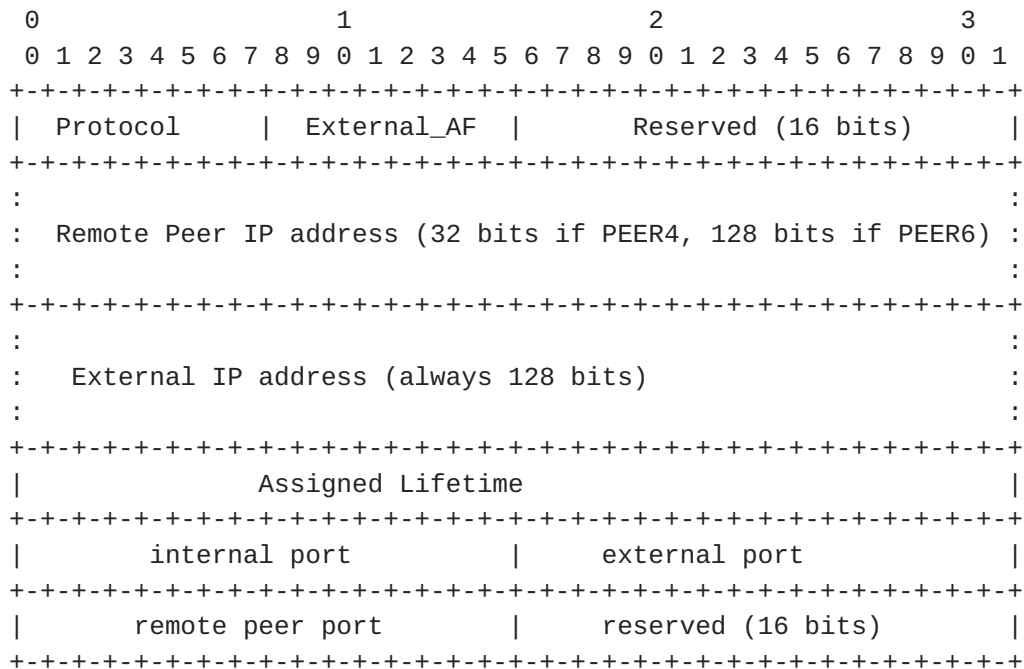 0                   1                   2                   3
 0 1 2 3 4 5 6 7 8 9 0 1 2 3 4 5 6 7 8 9 0 1 2 3 4 5 6 7 8 9 0 1
+-+-+-+-+-+-+-+-+-+-+-+-+-+-+-+-+-+-+-+-+-+-+-+-+-+-+-+-+-+-+-+-+
|  Protocol     |  External_AF  |       Reserved (16 bits)      |
+-+-+-+-+-+-+-+-+-+-+-+-+-+-+-+-+-+-+-+-+-+-+-+-+-+-+-+-+-+-+-+-+
:                                                               :
:  Remote Peer IP address (32 bits if PEER4, 128 bits if PEER6) :
:                                                               :
+-+-+-+-+-+-+-+-+-+-+-+-+-+-+-+-+-+-+-+-+-+-+-+-+-+-+-+-+-+-+-+-+
:                                                               :
:   External IP address (always 128 bits)                       :
:                                                               :
+-+-+-+-+-+-+-+-+-+-+-+-+-+-+-+-+-+-+-+-+-+-+-+-+-+-+-+-+-+-+-+-+
|               Assigned Lifetime                               |
+-+-+-+-+-+-+-+-+-+-+-+-+-+-+-+-+-+-+-+-+-+-+-+-+-+-+-+-+-+-+-+-+
|        internal port          |     external port             |
+-+-+-+-+-+-+-+-+-+-+-+-+-+-+-+-+-+-+-+-+-+-+-+-+-+-+-+-+-+-+-+-+
|       remote peer port        |     reserved (16 bits)        |
+-+-+-+-+-+-+-+-+-+-+-+-+-+-+-+-+-+-+-+-+-+-+-+-+-+-+-+-+-+-+-+-+